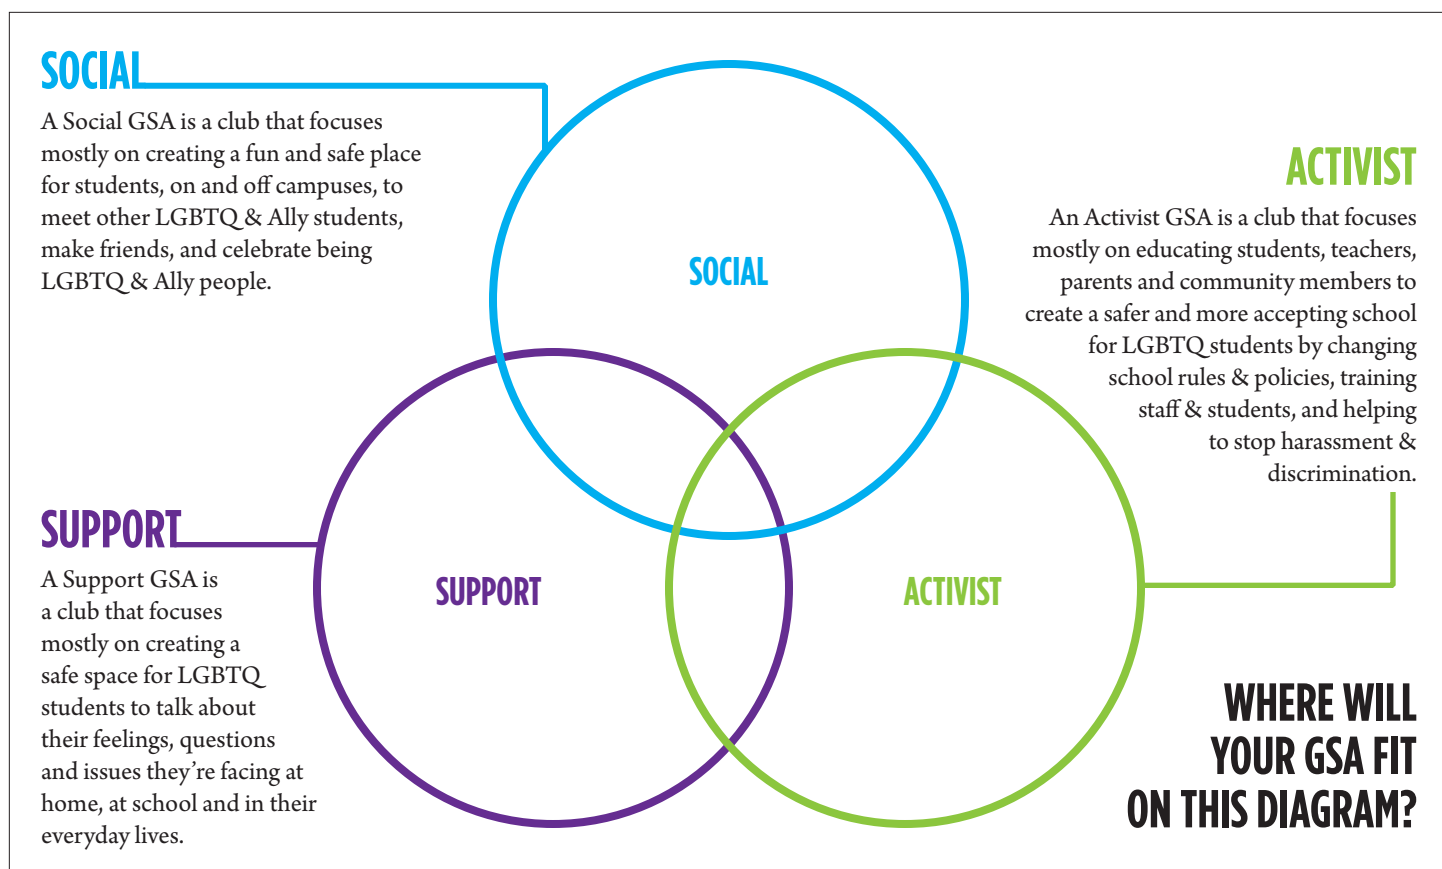 SOCIAL
A Social GSA is a club that focuses
mostly on creating a fun and safe place
for students, on and off campuses, to
meet other LGBTQ & Ally students,
make friends, and celebrate being
LGBTQ & Ally people.
SOCIAL
ACTIVIST
An Activist GSA is a club that focuses
mostly on educating students, teachers,
parents and community members to
create a safer and more accepting school
for LGBTQ students by changing
school rules & policies, training
staff & students, and helping
to stop harassment &
discrimination.
SUPPORT
A Support GSA is
a club that focuses
mostly on creating a
safe space for LGBTQ
students to talk about
their feelings, questions
and issues they’re facing at
home, at school and in their
everyday lives.
SUPPORT
ACTIVIST
WHERE WILL
YOUR GSA FIT
ON THIS DIAGRAM?